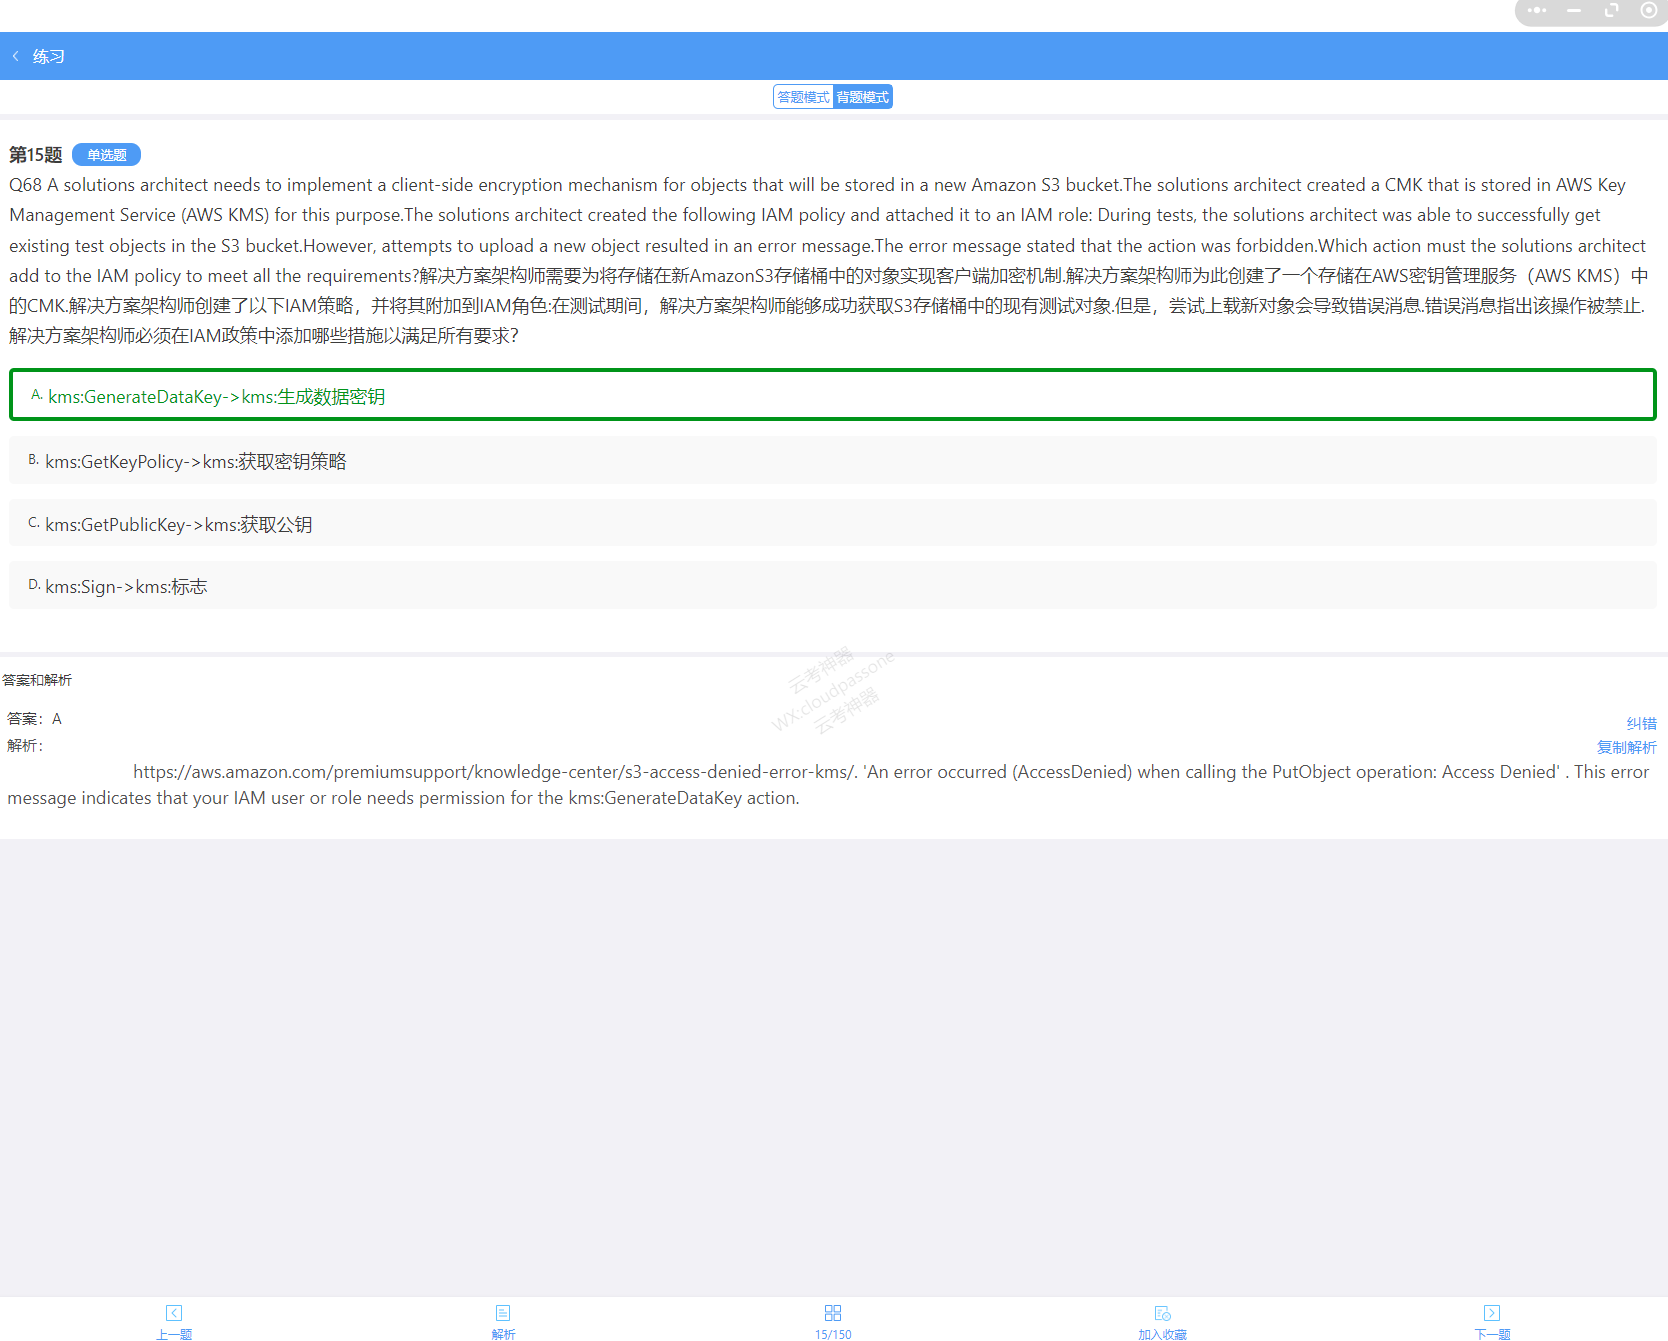 练习
答题模式 背题模式
第15题 单选题
Q68 A solutions architect needs to implement a client-side encryption mechanism for objects that will be stored in a new Amazon S3 bucket.The solutions architect created a CMK that is stored in AWS Key
Management Service (AWS KMS) for this purpose.The solutions architect created the following IAM policy and attached it to an IAM role: During tests, the solutions architect was able to successfully get
existing test objects in the S3 bucket.However, attempts to upload a new object resulted in an error message.The error message stated that the action was forbidden.Which action must the solutions architect
add to the IAM policy to meet all the requirements?解决方案架构师需要为将存储在新AmazonS3存储桶中的对象实现客户端加密机制.解决方案架构师为此创建了一个存储在AWS密钥管理服务（AWS KMS）中
的CMK.解决方案架构师创建了以下IAM策略，并将其附加到IAM角色:在测试期间，解决方案架构师能够成功获取S3存储桶中的现有测试对象.但是，尝试上载新对象会导致错误消息.错误消息指出该操作被禁止.
解决方案架构师必须在IAM政策中添加哪些措施以满足所有要求？
A. kms:GenerateDataKey->kms:生成数据密钥
B. kms:GetKeyPolicy->kms:获取密钥策略
C. kms:GetPublicKey->kms:获取公钥
D. kms:Sign->kms:标志
答案和解析
云考神器
WX:cloudpassone
云考神器
答案：A
纠错
解析：
复制解析
https://aws.amazon.com/premiumsupport/knowledge-center/s3-access-denied-error-kms/. 'An error occurred (AccessDenied) when calling the PutObject operation: Access Denied' . This error
message indicates that your IAM user or role needs permission for the kms:GenerateDataKey action.
上一题 解析 15/150 加入收藏 下一题